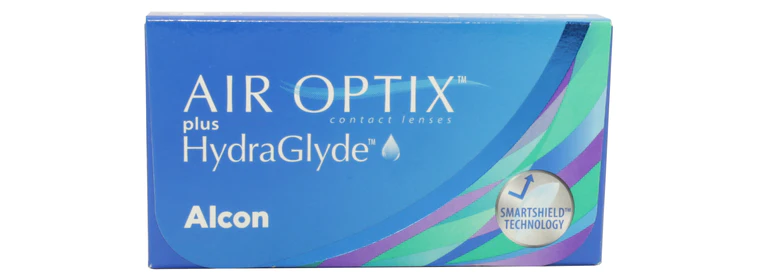 AIR OPTIX™
contact lenses
plus
HydraGlyde™
Alcon
SMARTSHIELD™
TECHNOLOGY